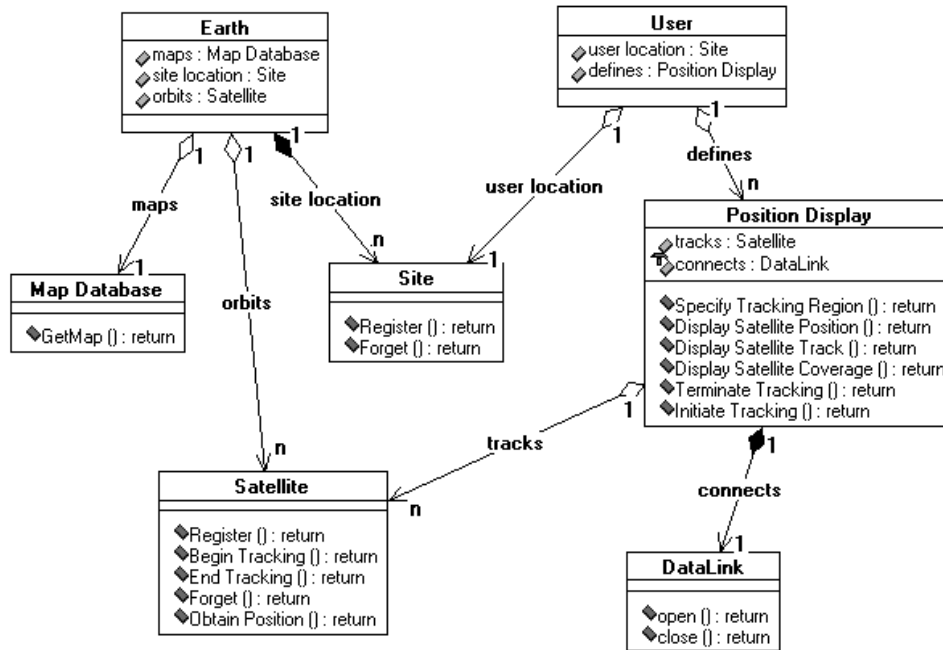 Earth
maps : Map Database
site location : Site
orbits : Satellite
User
user location : Site
defines : Position Display
1
1
1
1
1
defines
n
maps
site location
user location
Position Display
tracks : Satellite
connects : DataLink
Specify Tracking Region () : return
Display Satellite Position () : return
Display Satellite Track () : return
Display Satellite Coverage () : return
Terminate Tracking () : return
Initiate Tracking () : return
1
n
1
Map Database
GetMap () : return
Site
Register () : return
Forget () : return
orbits
1
1
tracks
n
n
connects
1
Satellite
Register () : return
Begin Tracking () : return
End Tracking () : return
Forget () : return
Obtain Position () : return
DataLink
open () : return
close () : return